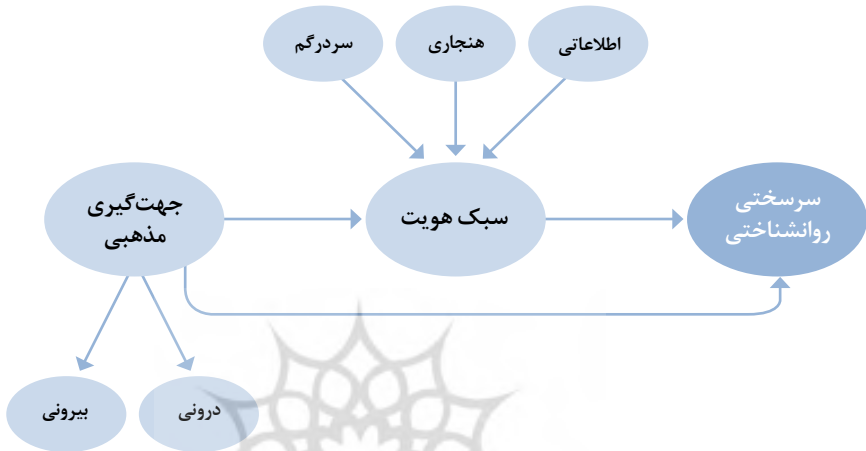 اطلاعاتی
هنجاری
سردرگم
جهت‌گیری
مذهبی
سبک هویت
سرسختی
روانشناختی
درونی
بیرونی